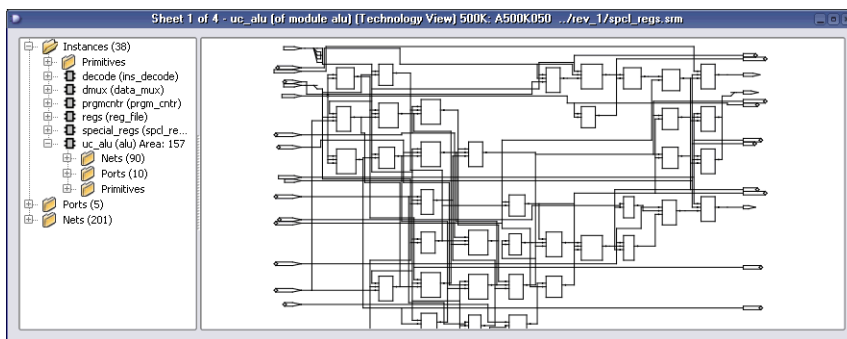 Sheet 1 of 4 - uc_alu (of module alu) (Technology View) 500K: A500K050 ../rev_1/spcl_regs.srm
Instances (38)
Primitives
decode (ins_decode)
dmux (data_mux)
prgmcntr (prgm_cntr)
regs (reg_file)
special_regs (spcl_re...
uc_alu (alu) Area: 157
Nets (90)
Ports (10)
Primitives
Ports (5)
Nets (201)